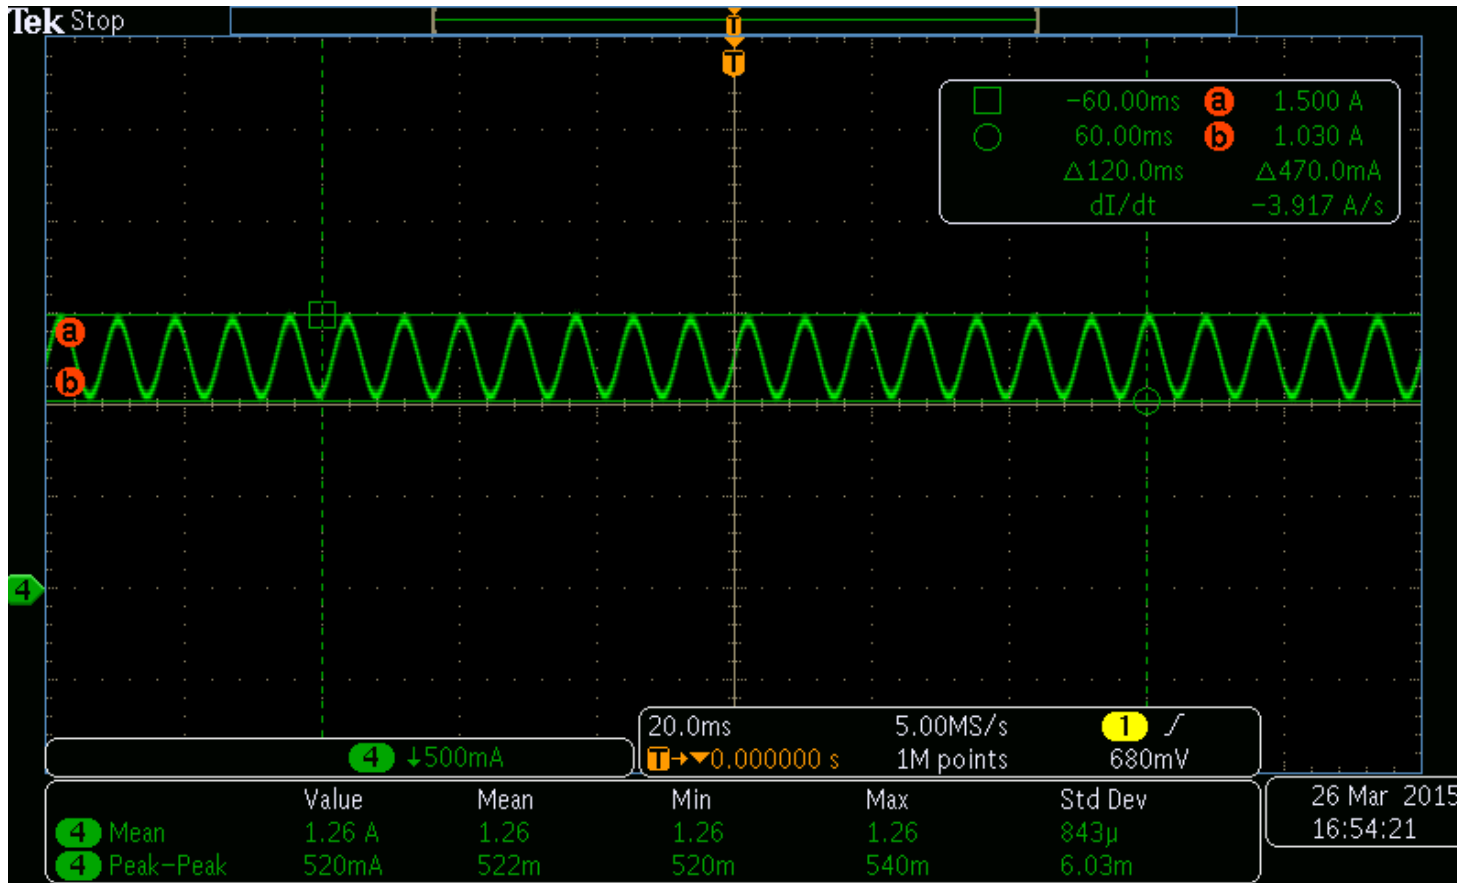 Tek Stop
T
T
−60.00ms a 1.500 A
60.00ms b 1.030 A
△120.0ms △470.0mA
dI/dt −3.917 A/s
a
b
4
4 ↓500mA
20.0ms 5.00MS/s 1 ∫
T→▼0.000000 s 1M points 680mV
Value Mean Min Max Std Dev
4 Mean 1.26 A 1.26 1.26 1.26 843µ
4 Peak−Peak 520mA 522m 520m 540m 6.03m
26 Mar 2015
16:54:21